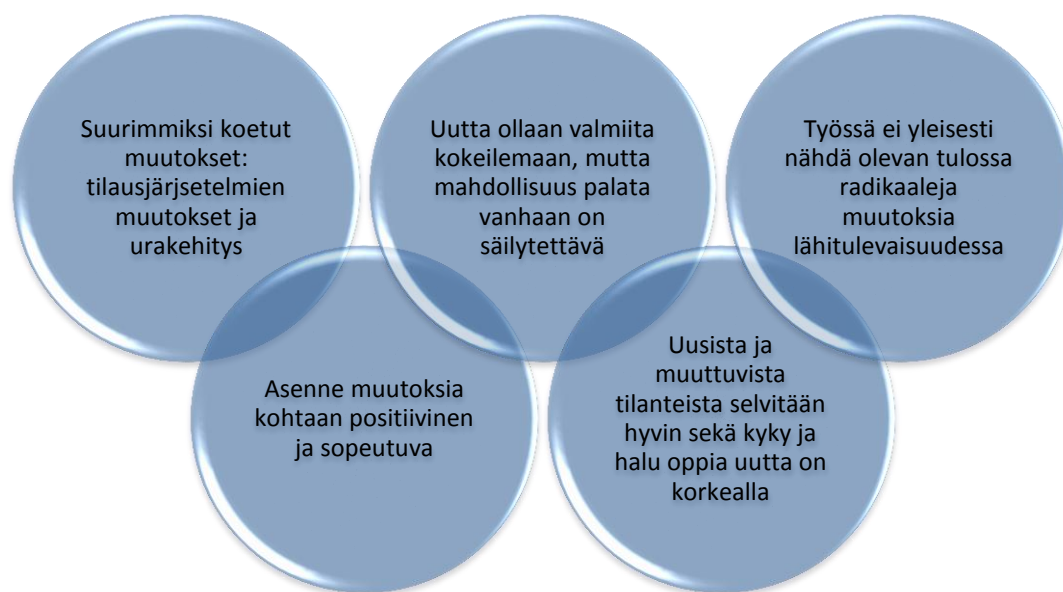 Suurimmiksi koetut
muutokset:
tilausjärjsetelmien
muutokset ja
urakehitys
Uutta ollaan valmiita
kokeilemaan, mutta
mahdollisuus palata
vanhaan on
säilytettävä
Työssä ei yleisesti
nähdä olevan tulossa
radikaaleja
muutoksia
lähitulevaisuudessa
Asenne muutoksia
kohtaan positiivinen
ja sopeutuva
Uusista ja
muuttuvista
tilanteista selvitään
hyvin sekä kyky ja
halu oppia uutta on
korkealla